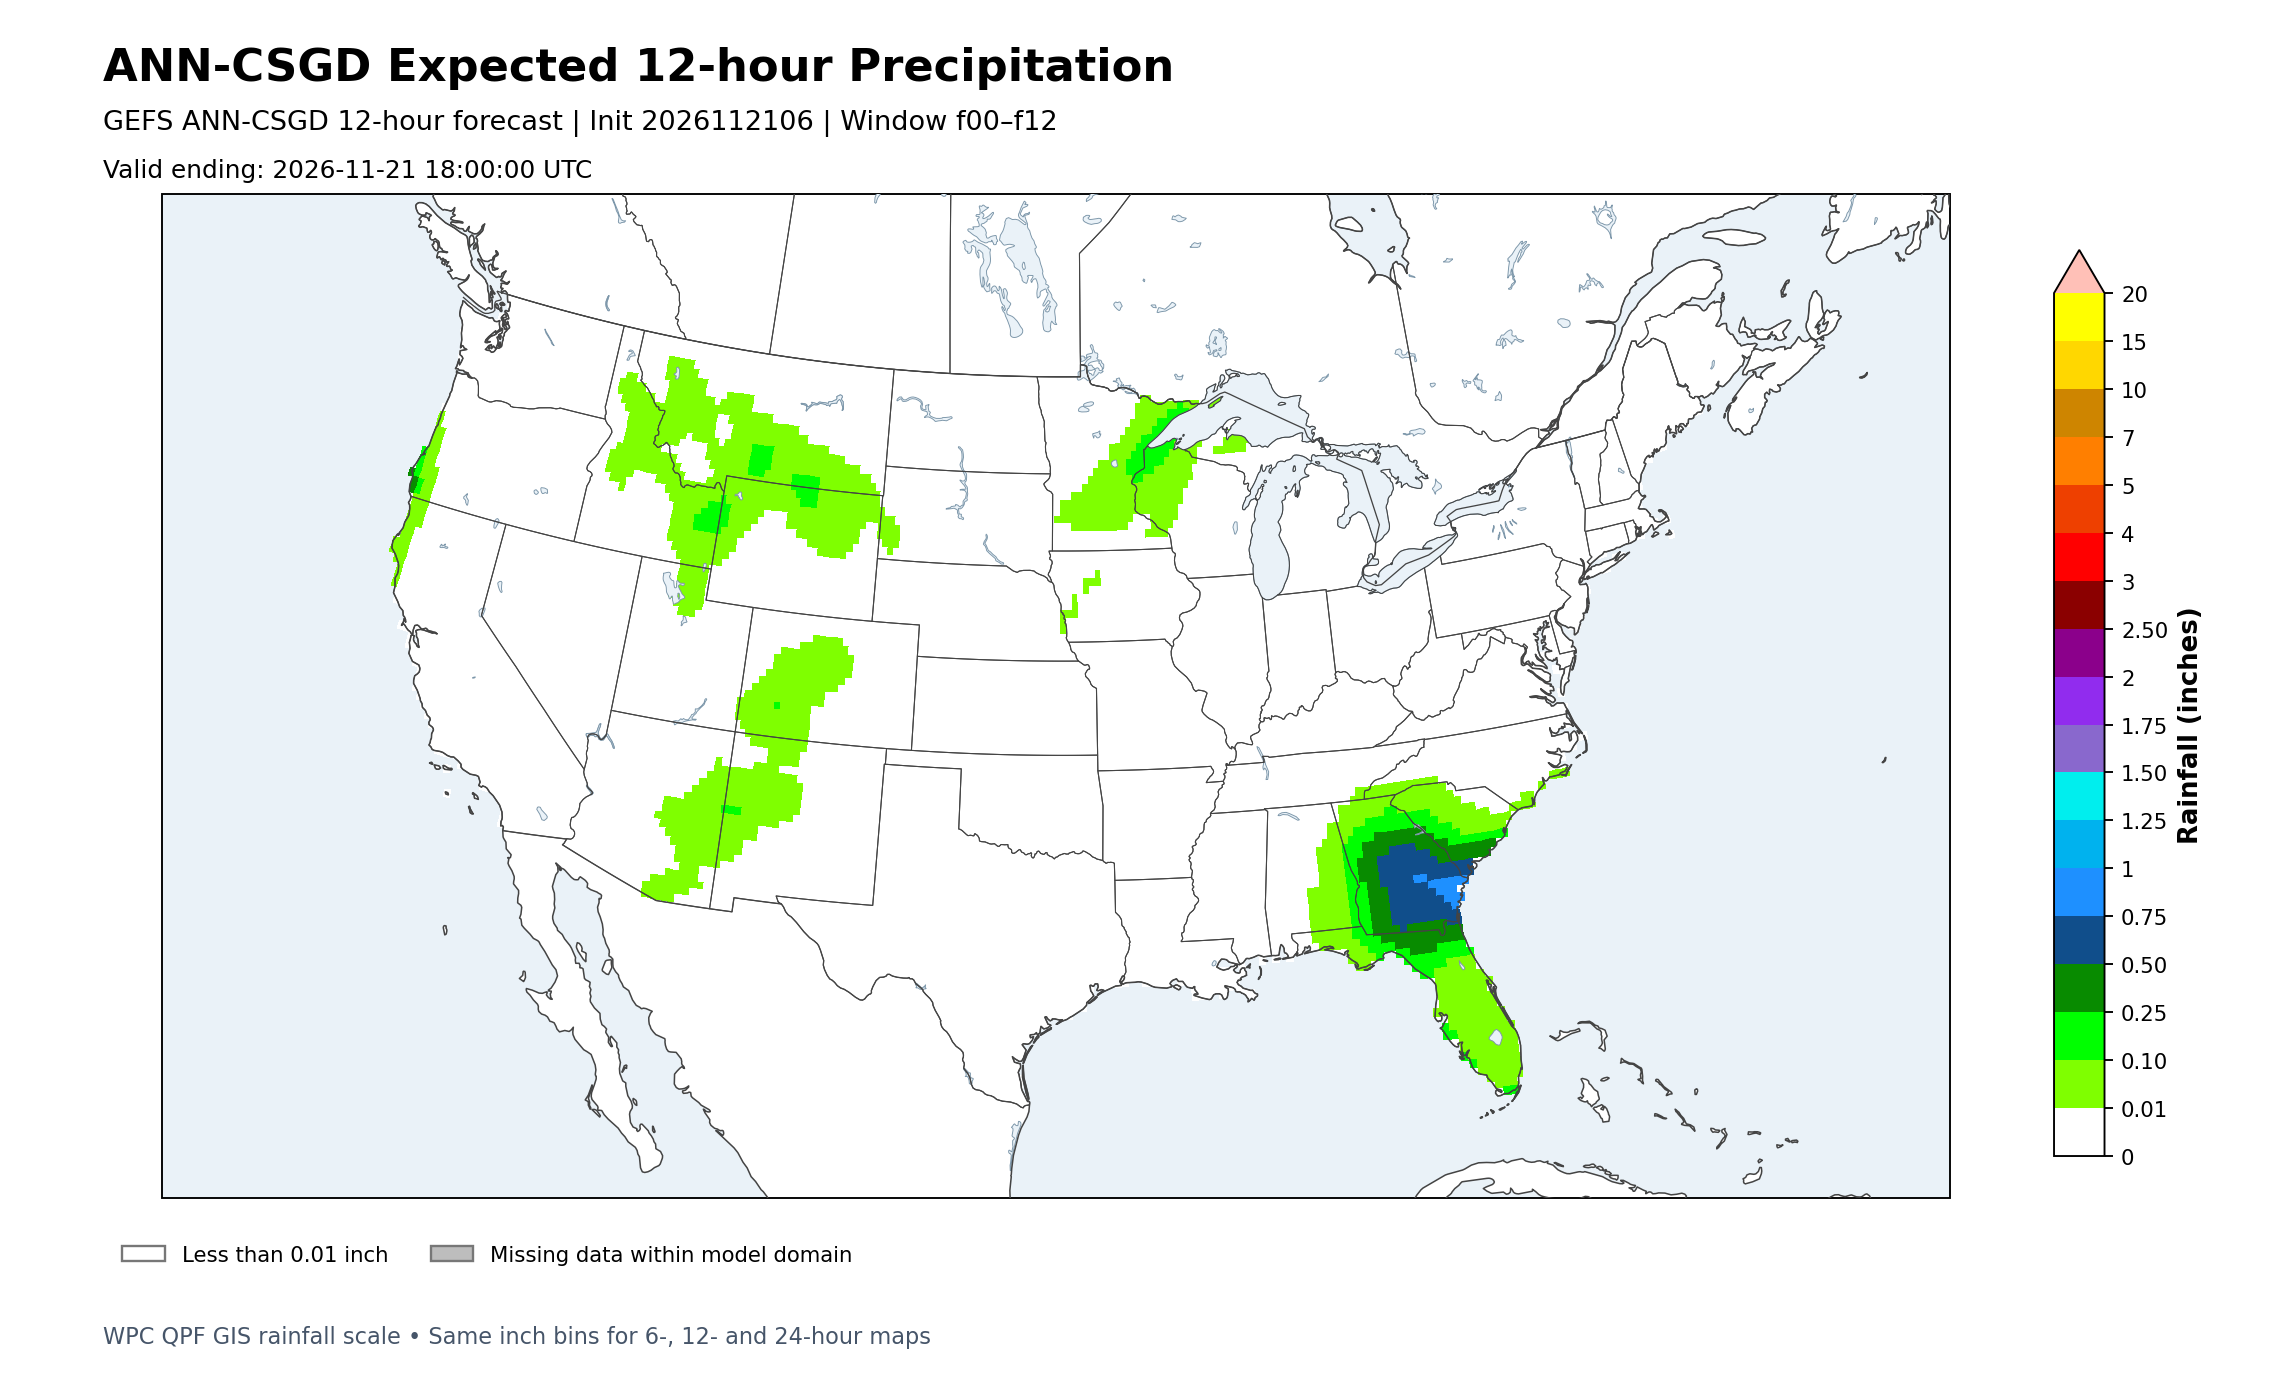 ANN-CSGD Expected 12-hour Precipitation
GEFS ANN-CSGD 12-hour forecast | Init 2026112106 | Window f00–f12
Valid ending: 2026-11-21 18:00:00 UTC
20
15
10
7
5
4
3
2.50
2
1.75
1.50
1.25
1
0.75
0.50
0.25
0.10
0.01
0
Rainfall (inches)
Less than 0.01 inch
Missing data within model domain
WPC QPF GIS rainfall scale • Same inch bins for 6-, 12- and 24-hour maps